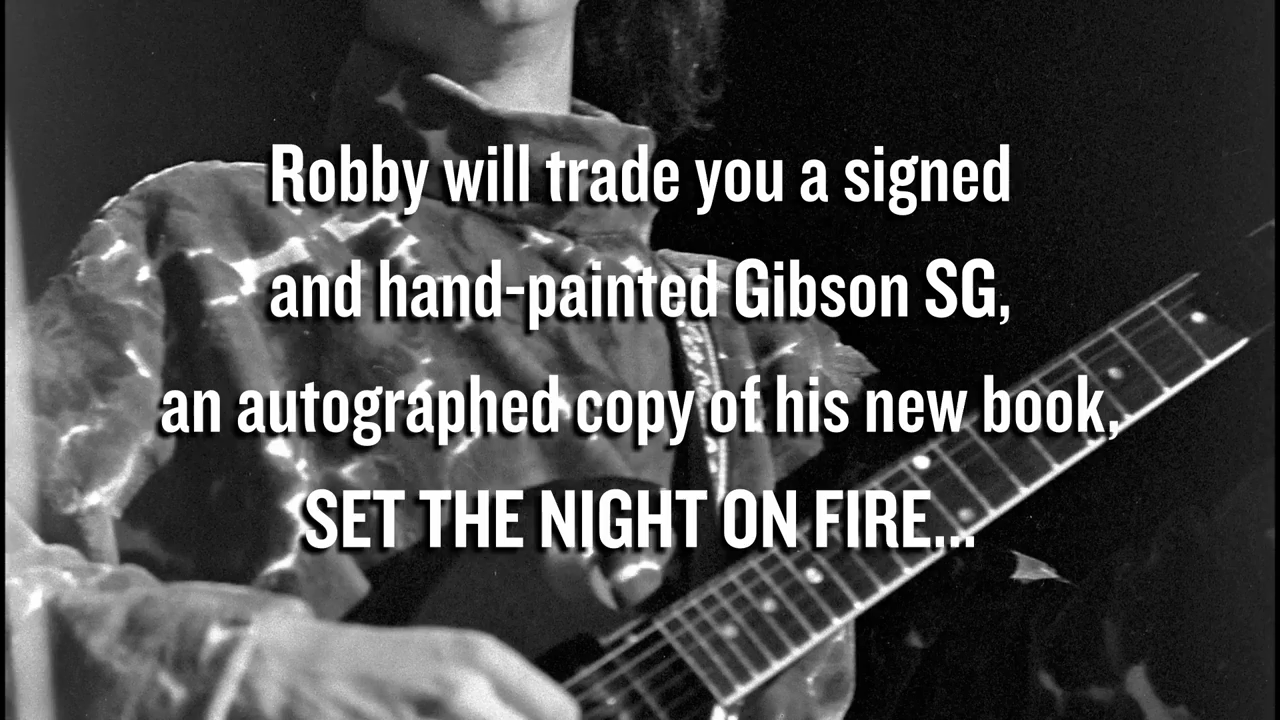 Robby will trade you a signed
and hand-painted Gibson SG,
an autographed copy of his new book,
SET THE NIGHT ON FIRE...